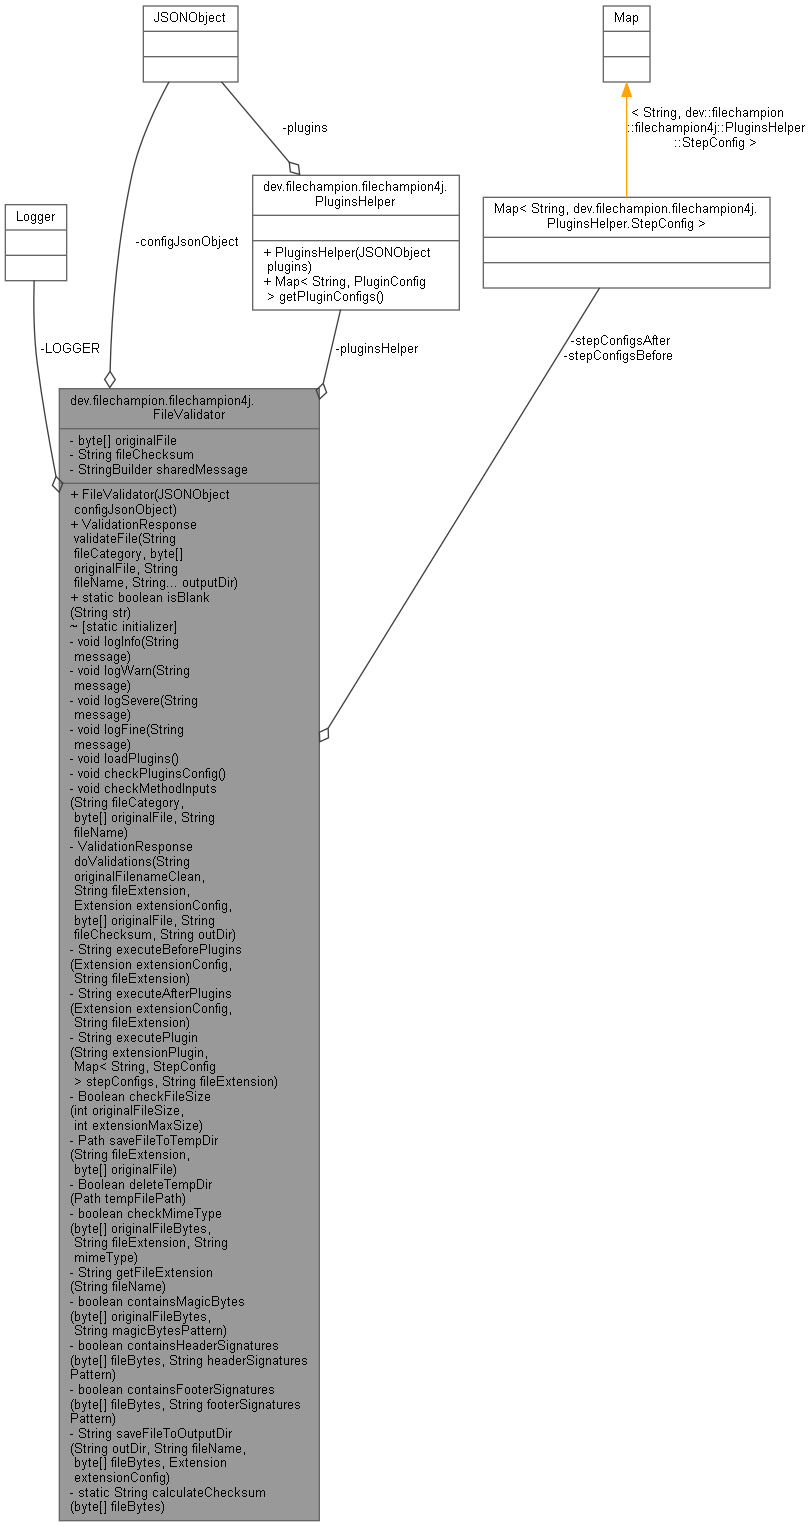 JSONObject
Map
-plugins
< String, dev::filechampion
::filechampion4j::PluginsHelper
::StepConfig >
dev.filechampion.filechampion4j.
PluginsHelper
+ PluginsHelper(JSONObject
plugins)
+ Map< String, PluginConfig
> getPluginConfigs()
Map< String, dev.filechampion.filechampion4j.
PluginsHelper.StepConfig >
Logger
-configJsonObject
-LOGGER
-pluginsHelper
-stepConfigsAfter
-stepConfigsBefore
dev.filechampion.filechampion4j.
FileValidator
- byte[] originalFile
- String fileChecksum
- StringBuilder sharedMessage
+ FileValidator(JSONObject
configJsonObject)
+ ValidationResponse
validateFile(String
fileCategory, byte[]
originalFile, String
fileName, String... outputDir)
+ static boolean isBlank
(String str)
~ [static initializer]
- void logInfo(String
message)
- void logWarn(String
message)
- void logSevere(String
message)
- void logFine(String
message)
- void loadPlugins()
- void checkPluginsConfig()
- void checkMethodInputs
(String fileCategory,
byte[] originalFile, String
fileName)
- ValidationResponse
doValidations(String
originalFilenameClean,
String fileExtension,
Extension extensionConfig,
byte[] originalFile, String
fileChecksum, String outDir)
- String executeBeforePlugins
(Extension extensionConfig,
String fileExtension)
- String executeAfterPlugins
(Extension extensionConfig,
String fileExtension)
- String executePlugin
(String extensionPlugin,
Map< String, StepConfig
> stepConfigs, String fileExtension)
- Boolean checkFileSize
(int originalFileSize,
int extensionMaxSize)
- Path saveFileToTempDir
(String fileExtension,
byte[] originalFile)
- Boolean deleteTempDir
(Path tempFilePath)
- boolean checkMimeType
(byte[] originalFileBytes,
String fileExtension, String
mimeType)
- String getFileExtension
(String fileName)
- boolean containsMagicBytes
(byte[] originalFileBytes,
String magicBytesPattern)
- boolean containsHeaderSignatures
(byte[] fileBytes, String headerSignatures
Pattern)
- boolean containsFooterSignatures
(byte[] fileBytes, String footerSignatures
Pattern)
- String saveFileToOutputDir
(String outDir, String fileName,
byte[] fileBytes, Extension
extensionConfig)
- static String calculateChecksum
(byte[] fileBytes)